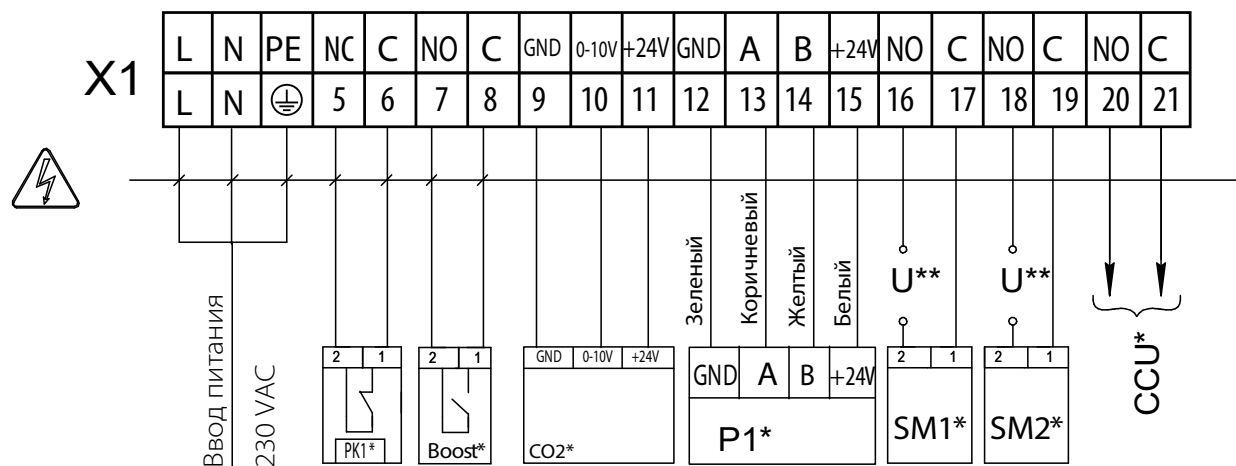 X1
L N PE NC C NO C GND 0-10V +24V GND A B +24V NO C NO C NO C
L N 5 6 7 8 9 10 11 12 13 14 15 16 17 18 19 20 21
Зеленый
Коричневый
Желтый
Белый
U** U**
CCU*
Ввод питания
230 VAC
2 1
PK1*
2 1
Boost*
GND 0-10V +24V
CO2*
GND A B +24V
P1*
2 1
SM1*
2 1
SM2*